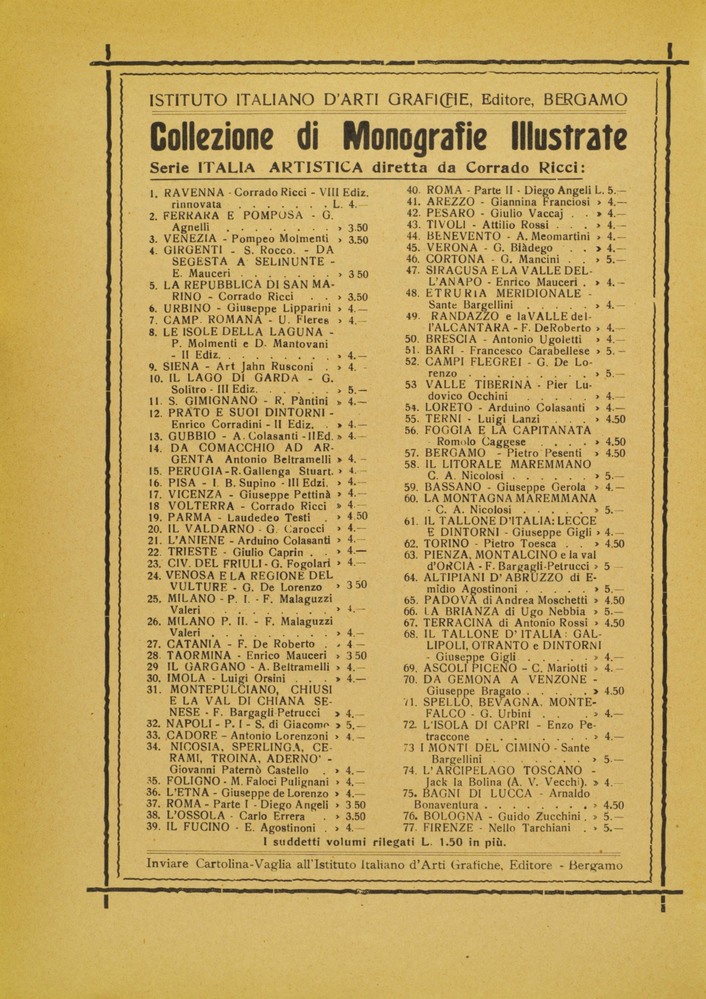 ISTITUTO ITALIANO D'ARTI GRAFICHE, Editore, BERGAMO
Collezione di Monografie Illustrate
Serie ITALIA ARTISTICA diretta da Corrado Ricci:
1. RAVENNA - Corrado Ricci - VIII Ediz.
rinnovata . . . . . . . L. 4.—
2. FERRARA E POMPOSA - G.
Agnelli . . . . . . . . » 3.50
3. VENEZIA - Pompeo Molmenti » 3.50
4. GIRGENTI - S. Rocco. - DA
SEGESTA A SELINUNTE -
E. Mauceri . . . . . . » 3 50
5. LA REPUBBLICA DI SAN MA-
RINO - Corrado Ricci . . » 3.50
6. URBINO - Giuseppe Lipparini » 4.—
7. CAMP. ROMANA - U. Fleres » 4.—
8. LE ISOLE DELLA LAGUNA -
P. Molmenti e D. Mantovani
- II Ediz. . . . . . . . » 4.—
9. SIENA - Art Jahn Rusconi . » 4
10. IL LAGO DI GARDA - G.
Solitro - III Ediz. . . . . . » 5.—
11. S. GIMIGNANO - R. Pàntini » 4.—
12. PRATO E SUOI DINTORNI -
Enrico Corradini - II Ediz. . » 4.—
13. GUBBIO - A. Colasanti - II Ed. » 4.—
14. DA COMACCHIO AD AR-
GENTA Antonio Beltramelli » 4.—
15. PERUGIA - R. Gallenga Stuart. » 4.—
16. PISA - I. B. Supino - III Edzi. » 4.—
17. VICENZA - Giuseppe Pettinà » 4.—
18 VOLTERRA - Corrado Ricci » 4.—
19. PARMA - Laudedeo Testi . » 4.50
20. IL VALDARNO - G. Carocci » 4.—
21. L'ANIENE - Arduino Colasanti » 4.—
22. TRIESTE - Giulio Caprin . . » 4.—
23. CIV. DEL FRIULI - G. Fogolari » 4.—
24. VENOSA E LA REGIONE DEL
VULTURE - G. De Lorenzo » 3 50
25. MILANO - P. I. - F. Malaguzzi
Valeri . . . . . . . . » 4.—
26. MILANO P. II. - F. Malaguzzi
Valeri . . . . . . . . » 4.—
27. CATANIA - F. De Roberto . » 4 —
28. TAORMINA - Enrico Mauceri » 3 50
29 IL GARGANO - A. Beltramelli » 4.—
30. IMOLA - Luigi Orsini . . . » 4.—
31. MONTEPULCIANO, CHIUSI
E LA VAL DI CHIANA SE-
NESE - F. Bargagli-Petrucci » 4.—
32. NAPOLI - P. I - S. di Giacomo » 5.—
33. CADORE - Antonio Lorenzoni » 4.—
34. NICOSIA, SPERLINGA, CE-
RAMI, TROINA, ADERNO' -
Giovanni Paternò Castello . » 4.—
35. FOLIGNO - M. Faloci Pulignani » 4.—
36. L'ETNA - Giuseppe de Lorenzo » 4.—
37. ROMA - Parte I - Diego Angeli » 3 50
38. L'OSSOLA - Carlo Errera . » 3.50
39. IL FUCINO - E. Agostinoni . » 4.—
40. ROMA - Parte II - Diego Angeli L. 5.—
41. AREZZO - Giannina Franciosi » 4.—
42. PESARO - Giulio Vaccaj . . » 4.—
43. TIVOLI - Attilio Rossi . . . » 4.—
44. BENEVENTO - A. Meomartini » 4.—
45. VERONA - G. Biàdego . . » 4.—
46. CORTONA - G. Mancini . . » 5.—
47. SIRACUSA E LA VALLE DEL-
L'ANAPO - Enrico Mauceri . » 4.—
48. ETRURIA MERIDIONALE -
Sante Bargellini . . . . . » 4.—
49. RANDAZZO e la VALLE del-
l'ALCANTARA - F. DeRoberto » 4.—
50. BRESCIA - Antonio Ugoletti » 4.—
51. BARI - Francesco Carabellese » 5.—
52. CAMPI FLEGREI - G. De Lo-
renzo . . . . . . . . » 5.—
53 VALLE TIBERINA - Pier Lu-
dovico Occhini . . . . . » 4.—
54. LORETO - Arduino Colasanti » 4.—
55. TERNI - Luigi Lanzi . . . » 4.50
56. FOGGIA E LA CAPITANATA
Romolo Caggese . . . . » 4.50
57. BERGAMO - Pietro Pesenti » 4.50
58. IL LITORALE MAREMMANO
C. A. Nicolosi . . . . . . » 5.—
59. BASSANO - Giuseppe Gerola » 4.—
60. LA MONTAGNA MAREMMANA
- C. A. Nicolosi . . . . . » 5.—
61. IL TALLONE D'ITALIA: LECCE
E DINTORNI - Giuseppe Gigli » 4.—
62. TORINO - Pietro Toesca . . » 4.50
63. PIENZA, MONTALCINO e la val
d'ORCIA - F. Bargagli-Petrucci » 5 —
64. ALTIPIANI D'ABRUZZO di E-
midio Agostinoni . . . . . » 5.—
65. PADOVA di Andrea Moschetti » 4.50
66. LA BRIANZA di Ugo Nebbia » 5.—
67. TERRACINA di Antonio Rossi » 4.50
68. IL TALLONE D'ITALIA: GAL-
LIPOLI, OTRANTO e DINTORNI
- Giuseppe Gigli . . . . . » 4.—
69. ASCOLI PICENO - C. Mariotti » 4.—
70. DA GEMONA A VENZONE -
Giuseppe Bragato . . . . . » 4.50
71. SPELLO, BEVAGNA. MONTE-
FALCO - G. Urbini . . . . » 4.—
72. L'ISOLA DI CAPRI - Enzo Pe-
traccone . . . . . . . » 4.—
73 I MONTI DEL CIMINO - Sante
Bargellini . . . . . . . » 5.—
74. L'ARCIPELAGO TOSCANO -
Jack la Bolina (A. V. Vecchi). » 4.—
75. BAGNI DI LUCCA - Arnaldo
Bonaventura . . . . . . . » 4.50
76. BOLOGNA - Guido Zucchini . » 5.—
77. FIRENZE - Nello Tarchiani . » 5.—
I suddetti volumi rilegati L. 1.50 in più.
Inviare Cartolina-Vaglia all'Istituto Italiano d'Arti Grafiche, Editore - Bergamo